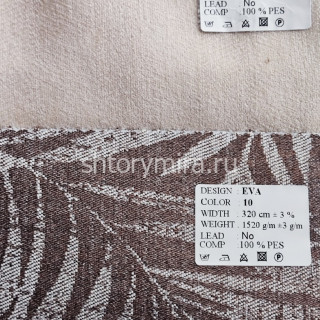 LEAD No
COMP .100 % PES
shtorymira.ru
DESIGN : EVA
COLOR : 10
WIDTH . 320 cm ± 3 %
WEIGHT : 1520 g/m ±3 g/m
LEAD No
COMP .100 % PES